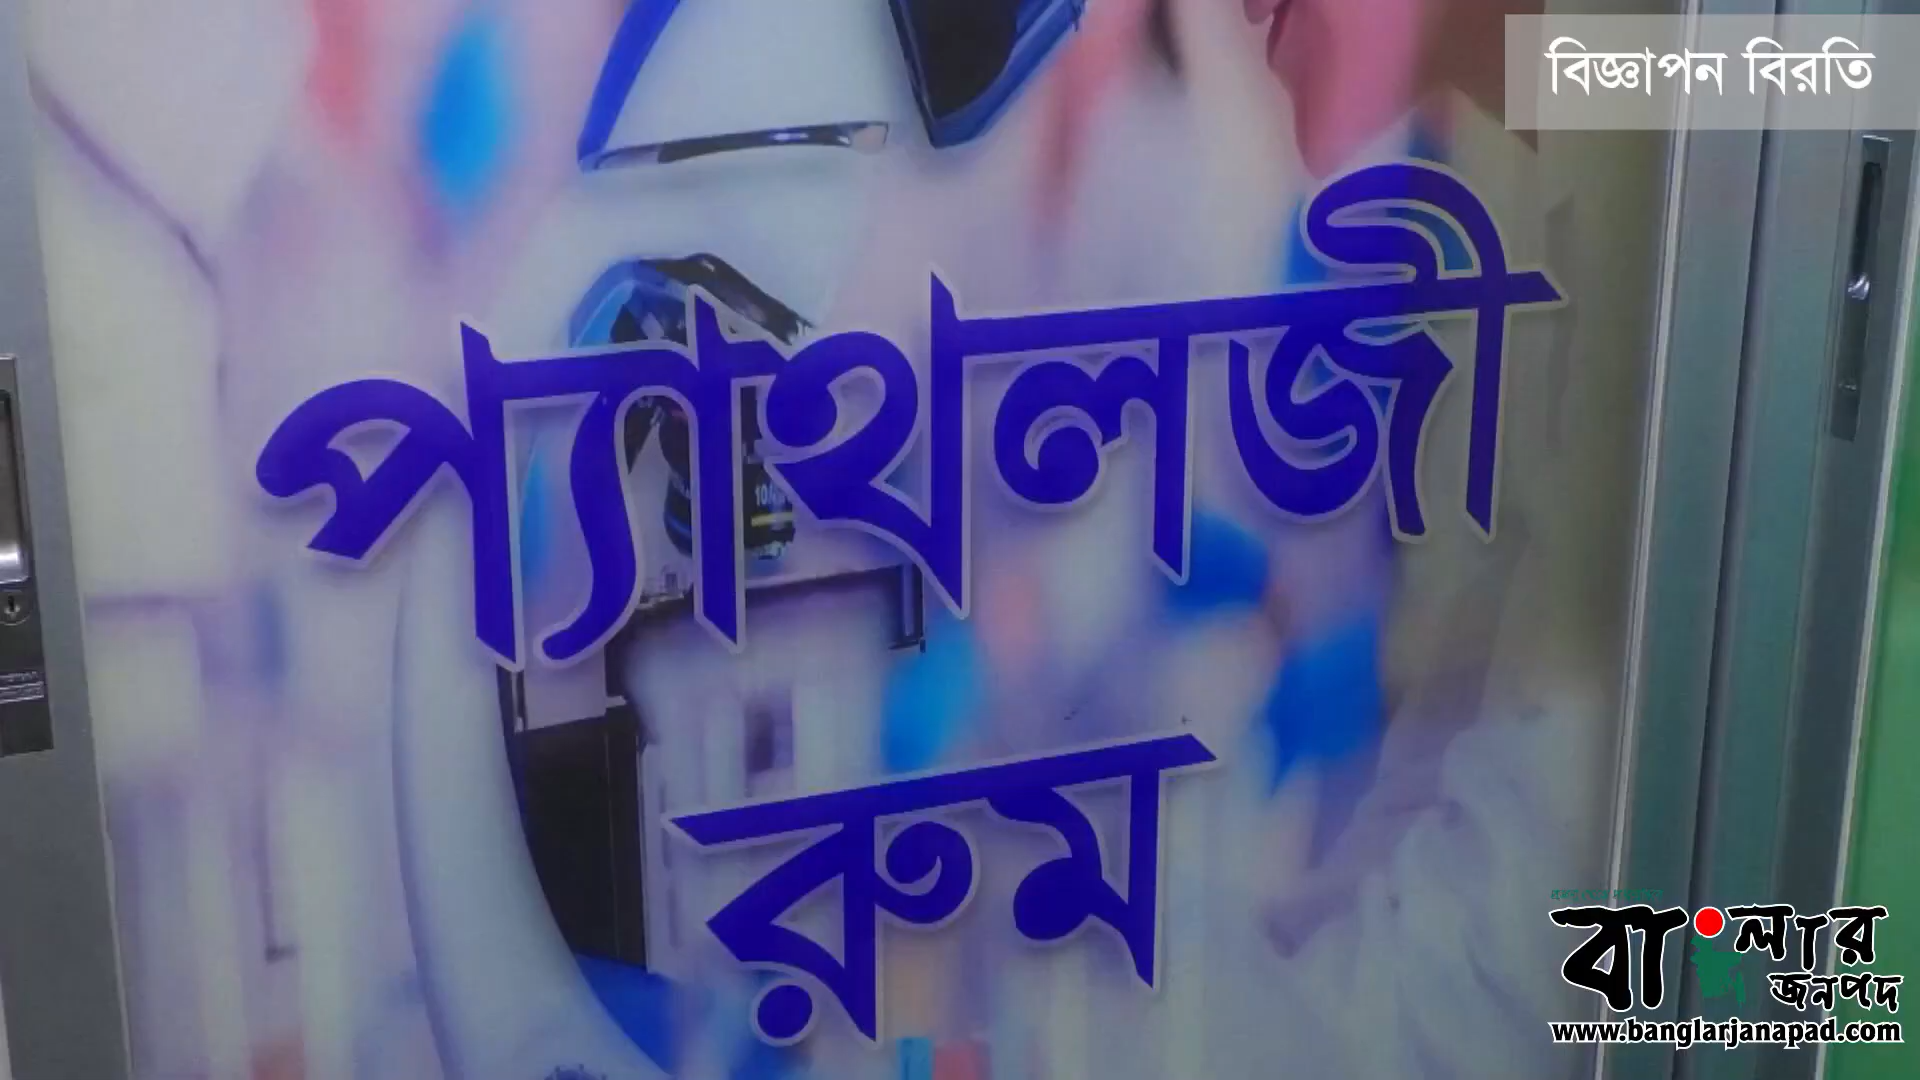 বিজ্ঞাপন বিরতি
প্যাথলজী
রুম
বাংলার
জনপদ
www.banglarjanapad.com